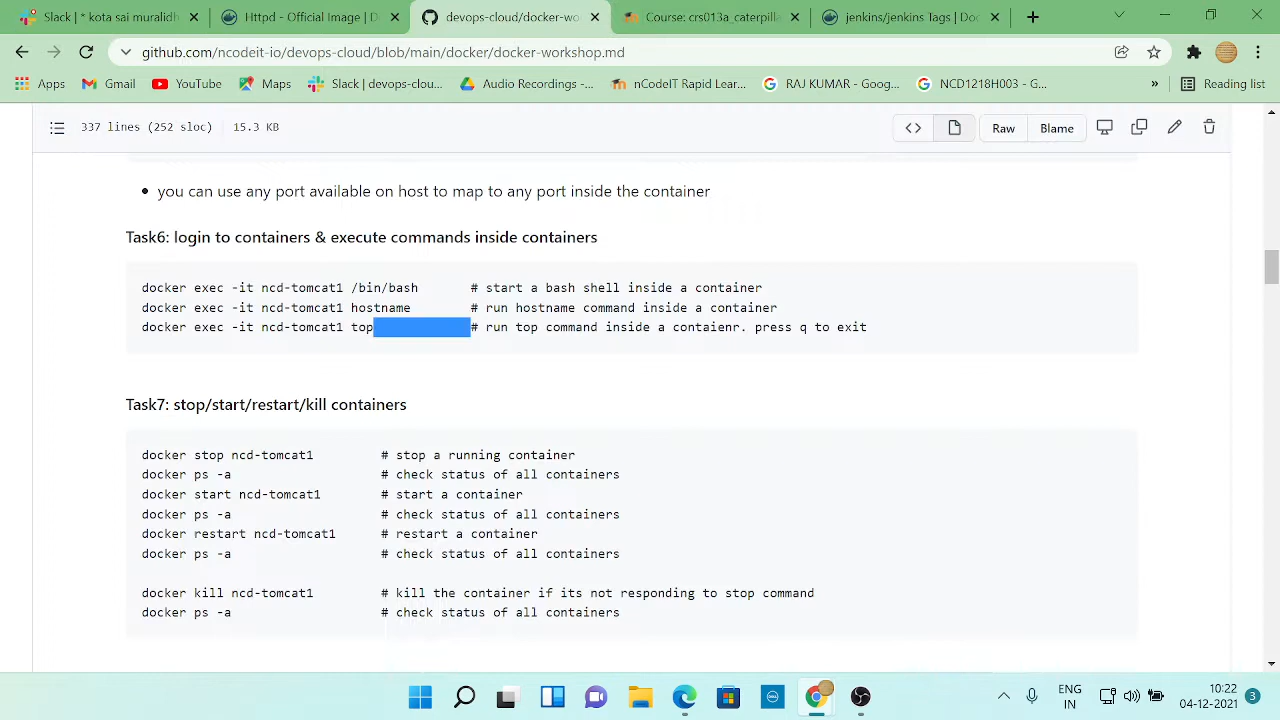 Slack | * kota sai muralidh
Httpd - Official Image | D
devops-cloud/docker-wo
Course: crs013a_caterpilla
jenkins/jenkins Tags | Doc
github.com/ncodeit-io/devops-cloud/blob/main/docker/docker-workshop.md
Apps
Gmail
YouTube
Maps
Slack | devops-clou...
Audio Recordings -...
nCodeIT Rapid Lear...
RAJ KUMAR - Goog...
NCD1218H003 - G...
»
Reading list
337 lines (252 sloc)
15.3 KB
Raw
Blame
• you can use any port available on host to map to any port inside the container
Task6: login to containers & execute commands inside containers
docker exec -it ncd-tomcat1 /bin/bash # start a bash shell inside a container
docker exec -it ncd-tomcat1 hostname # run hostname command inside a container
docker exec -it ncd-tomcat1 top # run top command inside a contaienr. press q to exit
Task7: stop/start/restart/kill containers
docker stop ncd-tomcat1 # stop a running container
docker ps -a # check status of all containers
docker start ncd-tomcat1 # start a container
docker ps -a # check status of all containers
docker restart ncd-tomcat1 # restart a container
docker ps -a # check status of all containers
docker kill ncd-tomcat1 # kill the container if its not responding to stop command
docker ps -a # check status of all containers
DELL
ENG
IN
10:22
04-12-2021
3